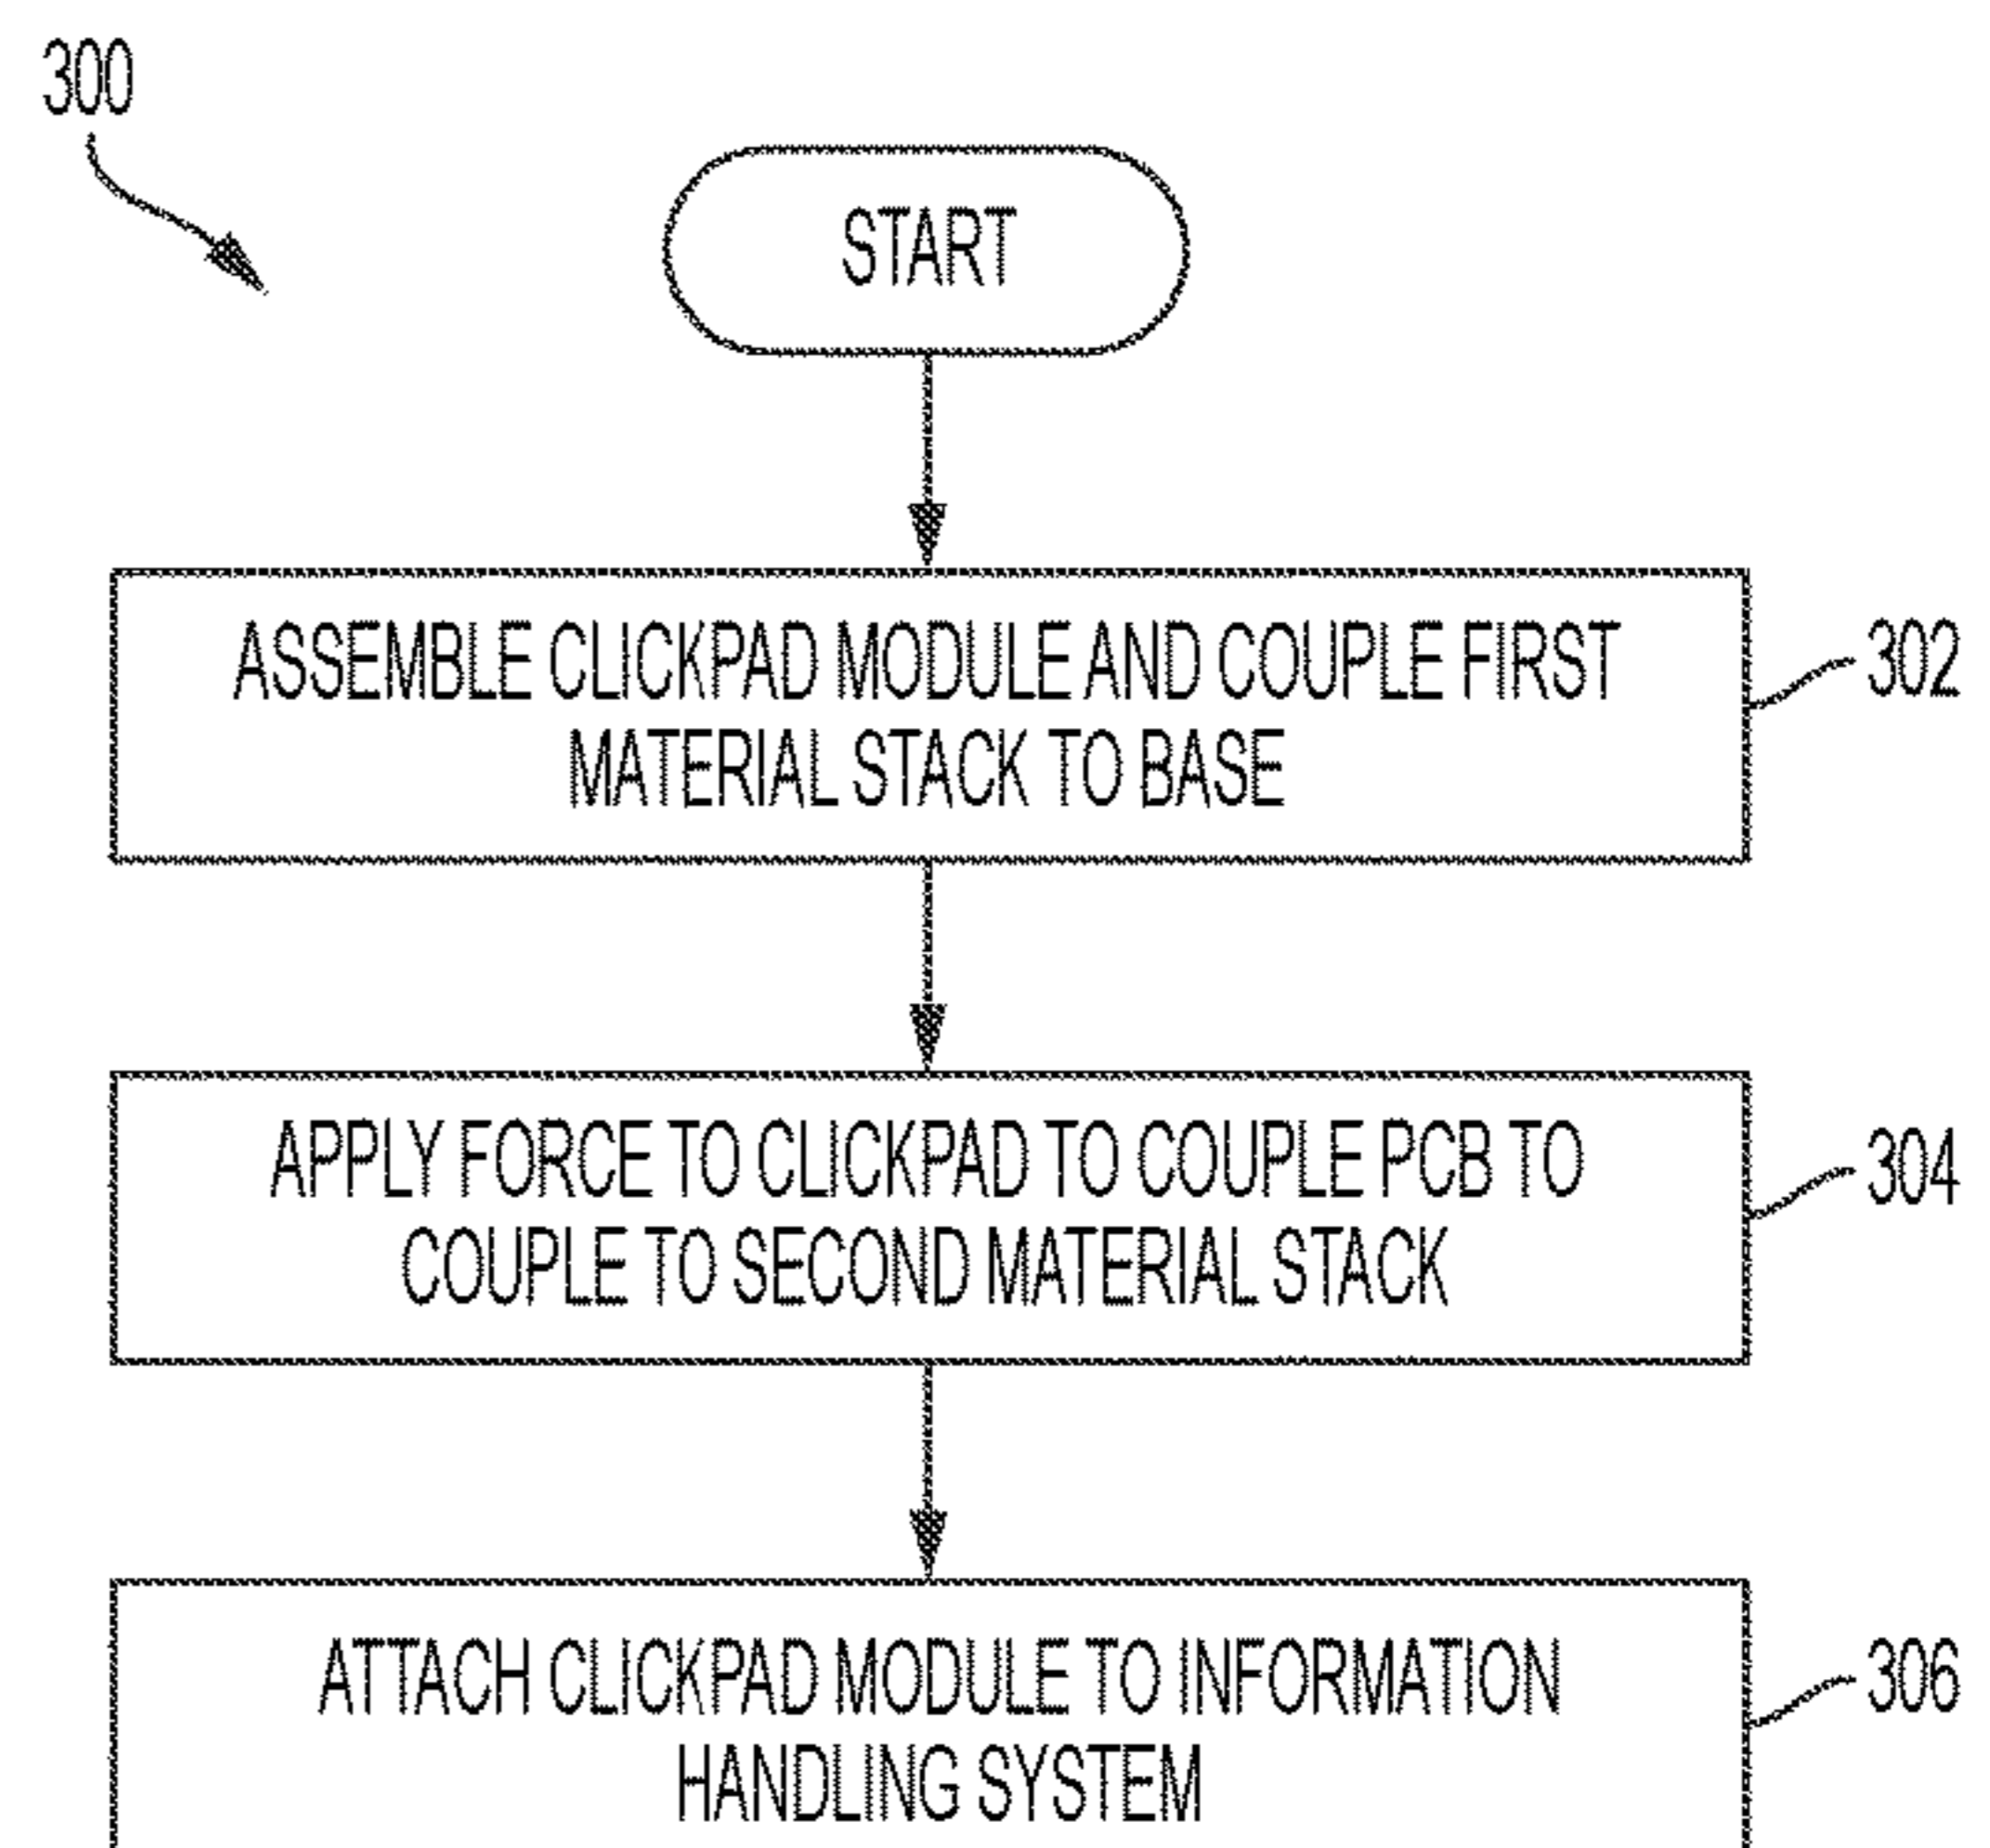 300
START
ASSEMBLE CLICKPAD MODULE AND COUPLE FIRST
MATERIAL STACK TO BASE
302
APPLY FORCE TO CLICKPAD TO COUPLE PCB TO
COUPLE TO SECOND MATERIAL STACK
304
ATTACH CLICKPAD MODULE TO INFORMATION
HANDLING SYSTEM
306